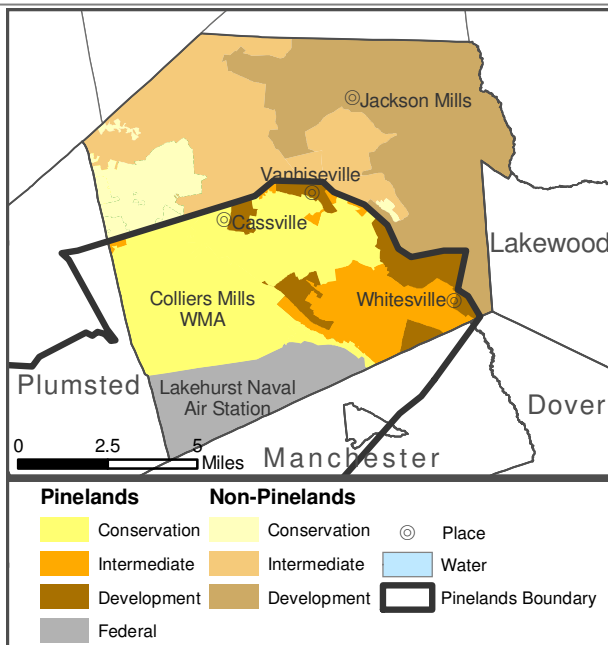 Jackson Mills
Vanhiseville
Cassville
Lakewood
Colliers Mills
WMA
Whitesville
Plumsted
Lakehurst Naval
Air Station
Dover
0 2.5 5
Miles
Manchester
Pinelands Non-Pinelands
Conservation Conservation Place
Intermediate Intermediate Water
Development Development Pinelands Boundary
Federal